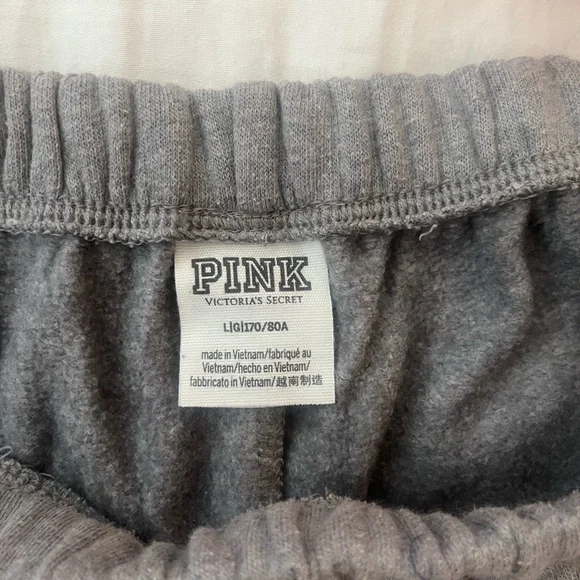 PINK
VICTORIA'S SECRET
L|G|170/80A
made in Vietnam/fabriqué au
Vietnam/hecho en Vietnam/
fabbricato in Vietnam/越南制造